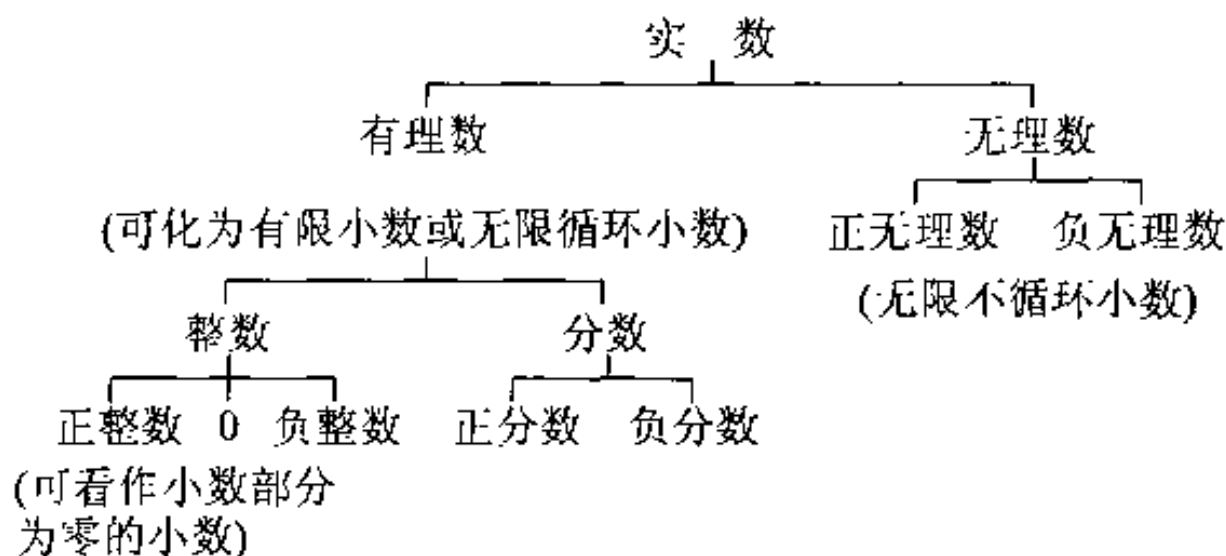 实 数
有理数 无理数
(可化为有限小数或无限循环小数) 正无理数 负无理数
(无限不循环小数)
整数 分数
正整数 0 负整数 正分数 负分数
(可看作小数部分
为零的小数)